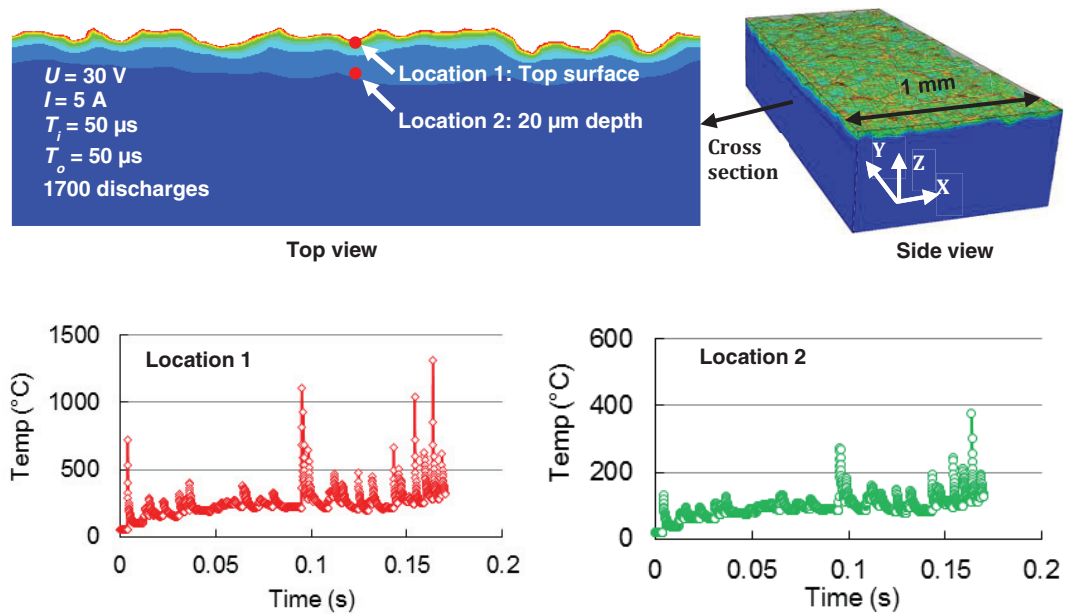 U = 30 V
I = 5 A
T_i = 50 µs
T_o = 50 µs
1700 discharges
Location 1: Top surface
Location 2: 20 µm depth
Top view
1 mm
Cross
section
Y
Z
X
Side view
Location 1
Temp (°C)
1500
1000
500
0
0
0.05
0.1
0.15
0.2
Time (s)
Location 2
Temp (°C)
600
400
200
0
0
0.05
0.1
0.15
0.2
Time (s)